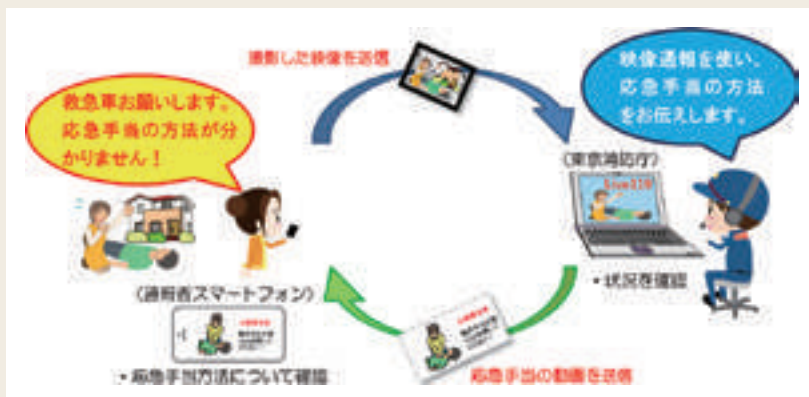 撮影した映像を送信
映像通報を使い、
応急手当の方法
をお伝えします。
救急車お願いします。
応急手当の方法が分
かりません！
（東京消防庁）
Live119
・状況を確認
（通報者スマートフォン）
・応急手当方法について確認
応急手当の動画を送信